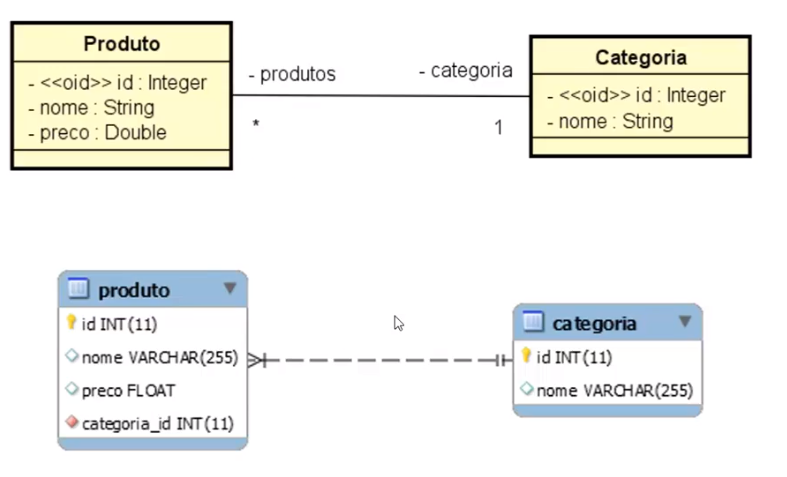 Produto
- <<oid>> id : Integer
- nome : String
- preco : Double
- produtos
*
- categoria
1
Categoria
- <<oid>> id : Integer
- nome : String
produto
id INT(11)
nome VARCHAR(255)
preco FLOAT
categoria_id INT(11)
categoria
id INT(11)
nome VARCHAR(255)